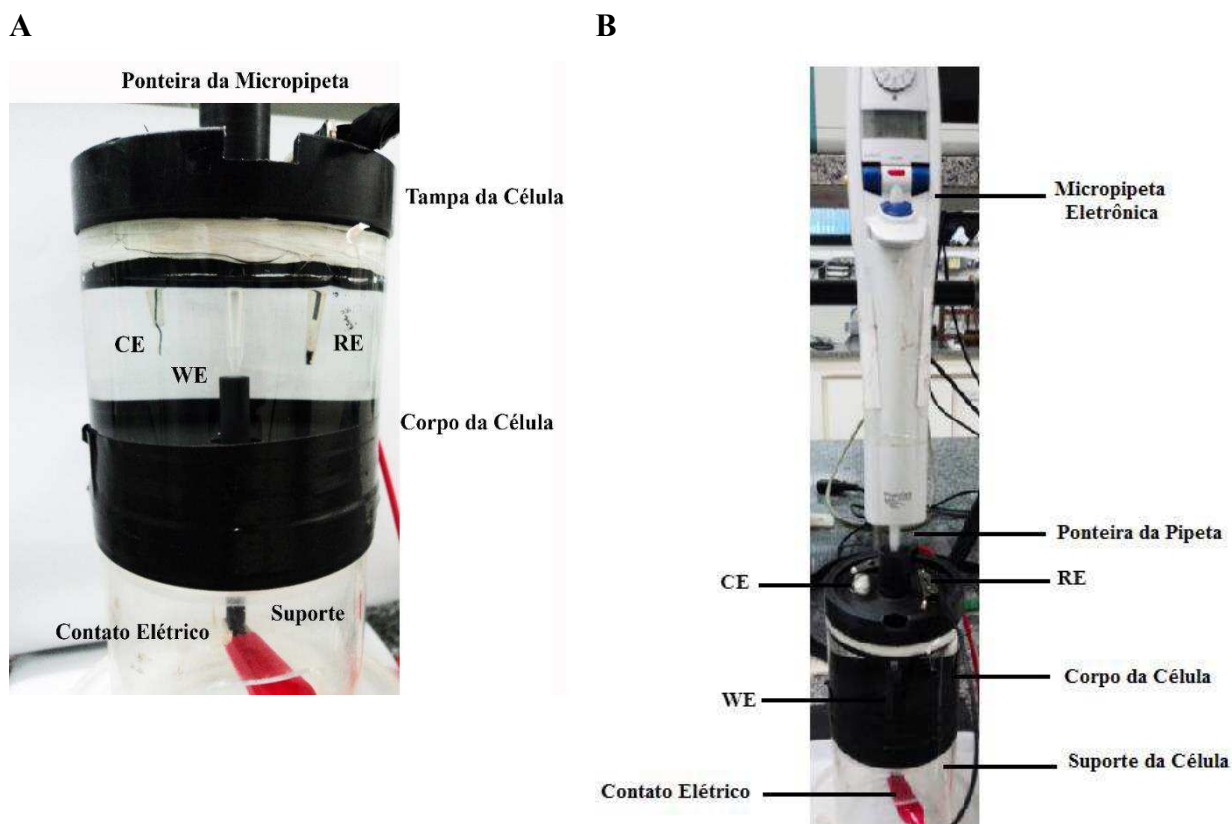 A
B
Ponteira da Micropipeta
Tampa da Célula
CE
RE
WE
Corpo da Célula
Suporte
Contato Elétrico
Micropipeta
Eletrônica
Ponteira da Pipeta
CE
RE
Corpo da Célula
WE
Suporte da Célula
Contato Elétrico